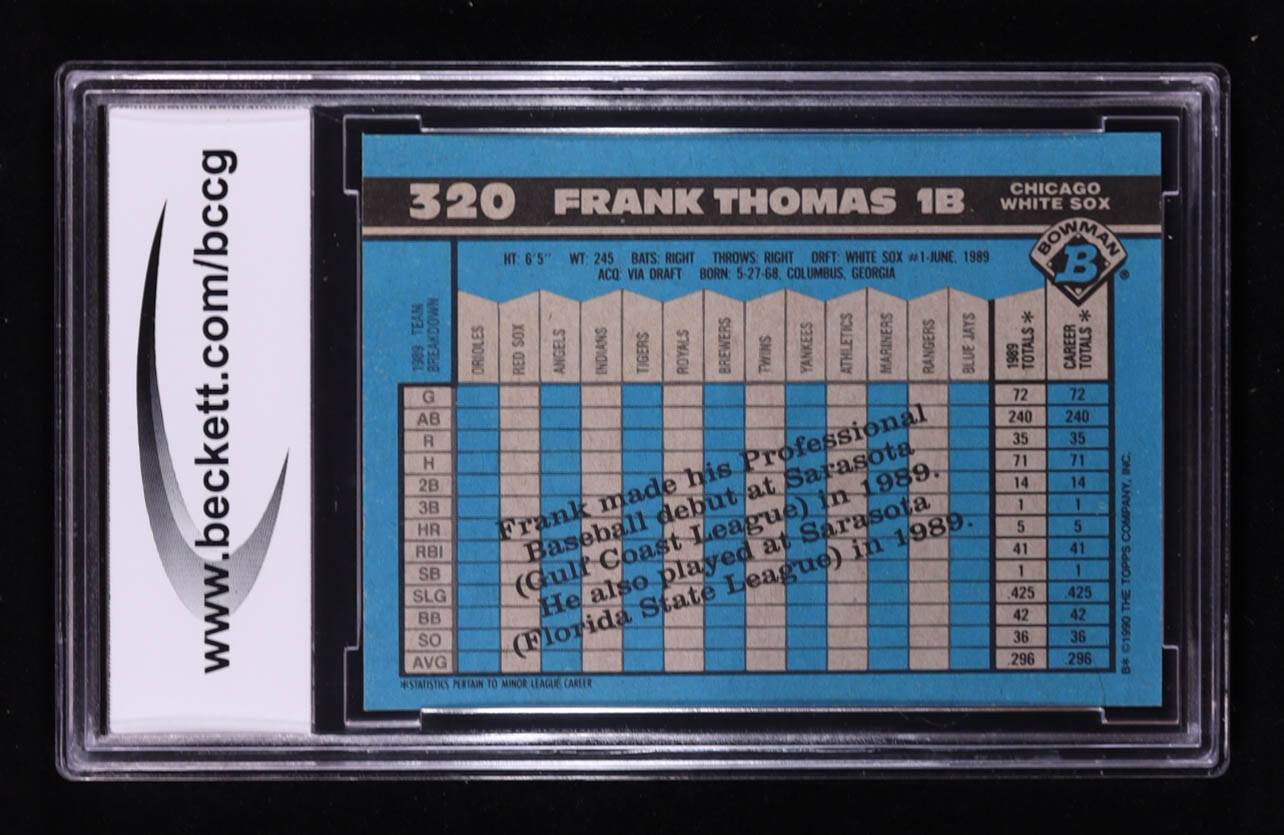 www.beckett.com/bccg
320 FRANK THOMAS 1B CHICAGO WHITE SOX
BOWMAN
B ®
HT: 6'5" WT: 245 BATS: RIGHT THROWS: RIGHT DRFT: WHITE SOX #1-JUNE, 1989
ACQ: VIA DRAFT BORN: 5-27-68, COLUMBUS, GEORGIA
1989 TEAM BREAKDOWN ORIOLES RED SOX ANGELS INDIANS TIGERS ROYALS BREWERS TWINS YANKEES ATHLETICS MARINERS RANGERS BLUE JAYS 1989 TOTALS * CAREER TOTALS *
G 72 72
AB 240 240
R 35 35
H 71 71
2B 14 14
3B 1 1
HR 5 5
RBI 41 41
SB 1 1
SLG .425 .425
BB 42 42
SO 36 36
AVG .296 .296
Frank made his Professional
Baseball debut at Sarasota
(Gulf Coast League) in 1989.
He also played at Sarasota
(Florida State League) in 1989.
*STATISTICS PERTAIN TO MINOR LEAGUE CAREER
B* ©1990 THE TOPPS COMPANY, INC.